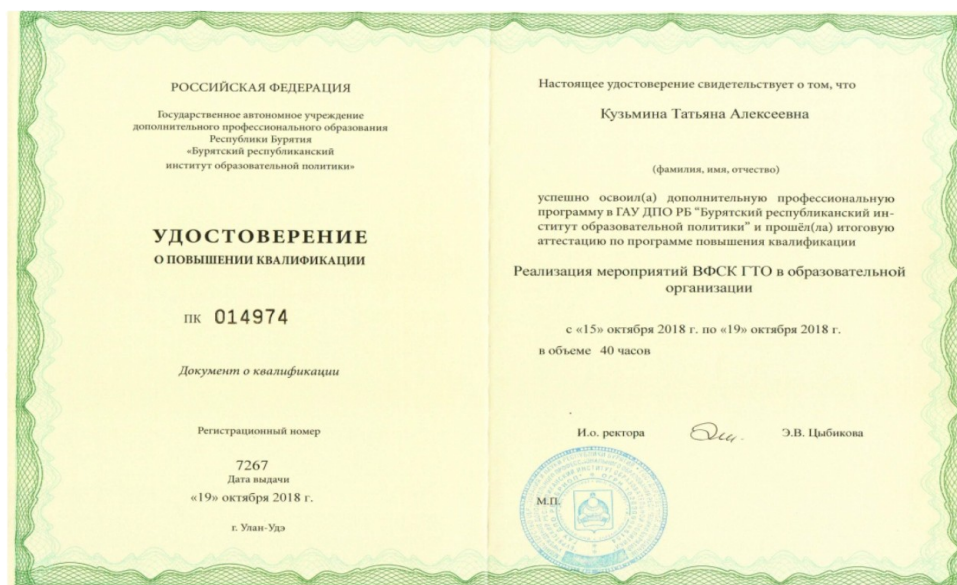 РОССИЙСКАЯ ФЕДЕРАЦИЯ
Государственное автономное учреждение
дополнительного профессионального образования
Республики Бурятия
«Бурятский республиканский
институт образовательной политики»
УДОСТОВЕРЕНИЕ
О ПОВЫШЕНИИ КВАЛИФИКАЦИИ
ПК 014974
Документ о квалификации
Регистрационный номер
7267
Дата выдачи
«19» октября 2018 г.
г. Улан-Удэ
Настоящее удостоверение свидетельствует о том, что
Кузьмина Татьяна Алексеевна
(фамилия, имя, отчество)
успешно освоил(а) дополнительную профессиональную
программу в ГАУ ДПО РБ "Бурятский республиканский ин-
ститут образовательной политики" и прошёл(ла) итоговую
аттестацию по программе повышения квалификации
Реализация мероприятий ВФСК ГТО в образовательной
организации
с «15» октября 2018 г. по «19» октября 2018 г.
в объеме 40 часов
И.о. ректора Э.В. Цыбикова
М.П.